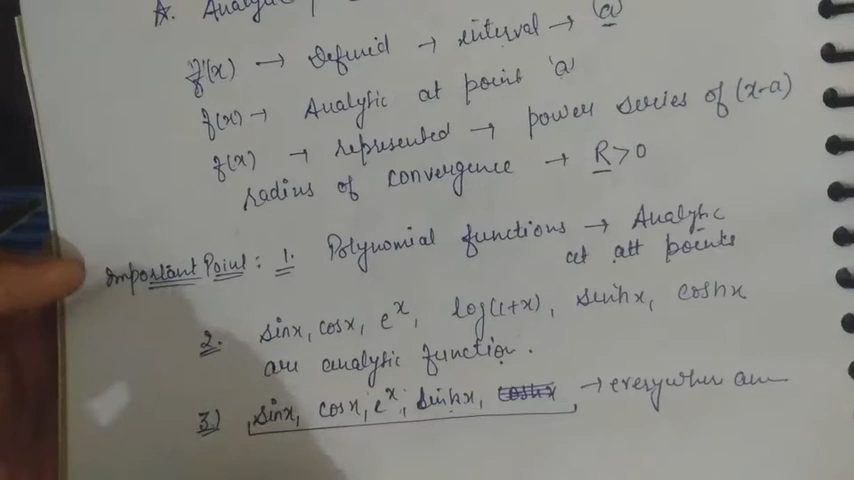 A. Analytic
f(x) → Defined → interval → (a)
f(x) → Analytic at point 'a'
f(x) → represented → power series of (x-a)
radius of convergence → R>0
Important Point: 1. Polynomial functions → Analytic
at all points
2. sinx, cosx, e^x, log(1+x), sinhx, coshx
are analytic function.
3.) sinx, cosx, e^x, sinhx, coshx → everywher